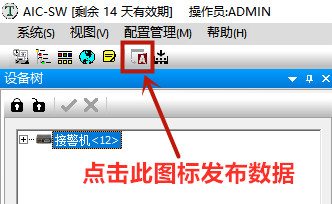 AIC-SW [剩余 14 天有效期]    操作员:ADMIN
系统(S)  视图(V)  配置管理(M)  帮助(H)
A
设备树
接警机<12>
点击此图标发布数据